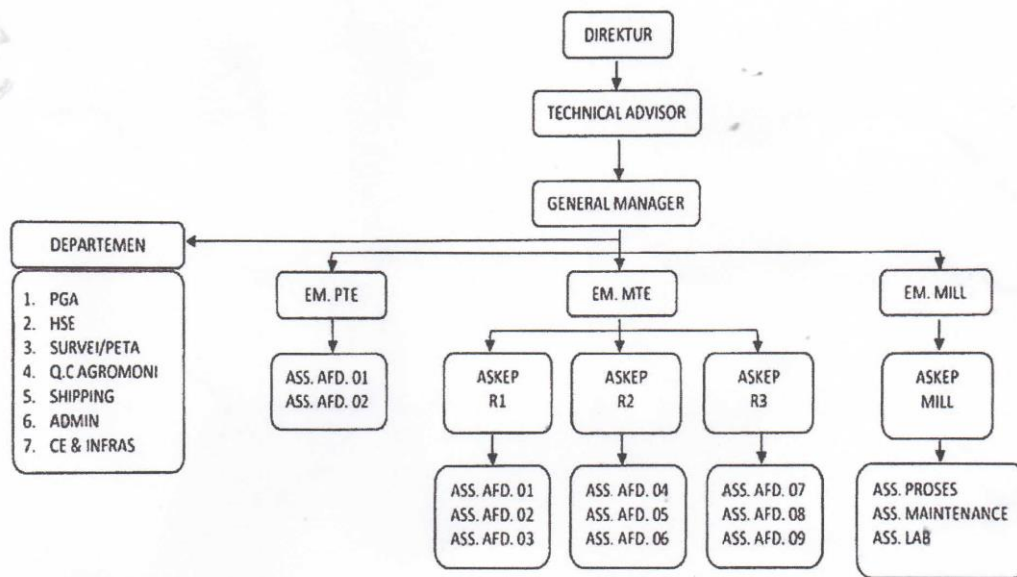 DIREKTUR
TECHNICAL ADVISOR
GENERAL MANAGER
DEPARTEMEN
1. PGA
2. HSE
3. SURVEI/PETA
4. Q.C AGROMONI
5. SHIPPING
6. ADMIN
7. CE & INFRAS
EM. PTE
ASS. AFD. 01
ASS. AFD. 02
EM. MTE
ASKEP
R1
ASS. AFD. 01
ASS. AFD. 02
ASS. AFD. 03
ASKEP
R2
ASS. AFD. 04
ASS. AFD. 05
ASS. AFD. 06
ASKEP
R3
ASS. AFD. 07
ASS. AFD. 08
ASS. AFD. 09
EM. MILL
ASKEP
MILL
ASS. PROSES
ASS. MAINTENANCE
ASS. LAB